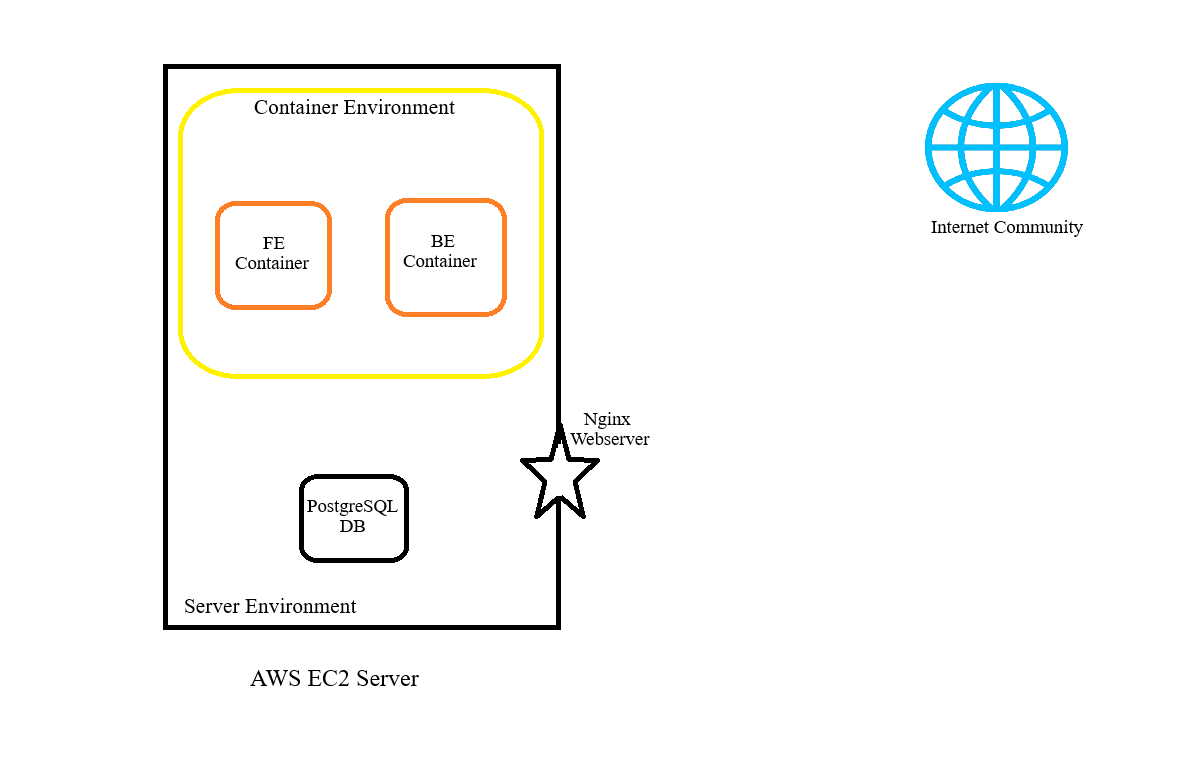 Container Environment
FE
Container
BE
Container
Internet Community
Nginx
Webserver
PostgreSQL
DB
Server Environment
AWS EC2 Server